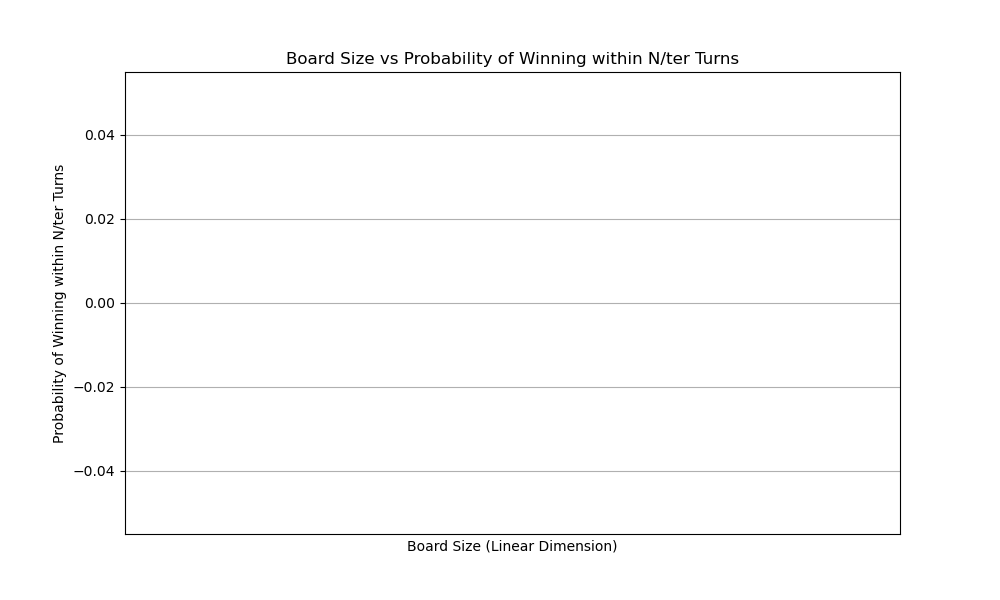 Board Size vs Probability of Winning within N/ter Turns
Probability of Winning within N/ter Turns
0.04
0.02
0.00
−0.02
−0.04
Board Size (Linear Dimension)